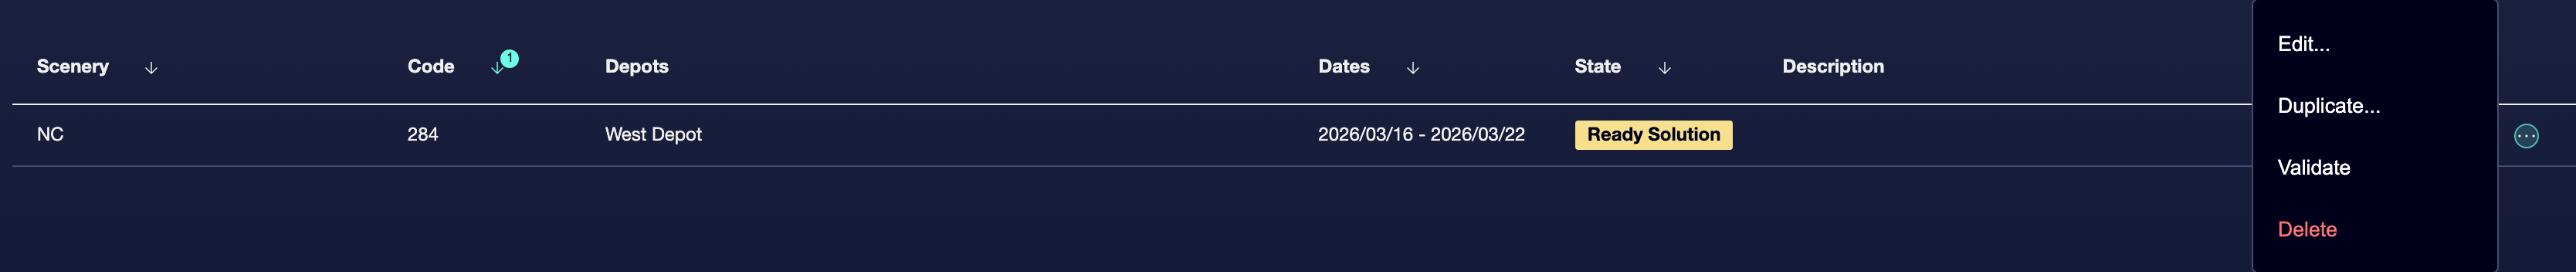 Scenery Code 1 Depots Dates State Description
NC 284 West Depot 2026/03/16 - 2026/03/22 Ready Solution
Edit...
Duplicate...
Validate
Delete